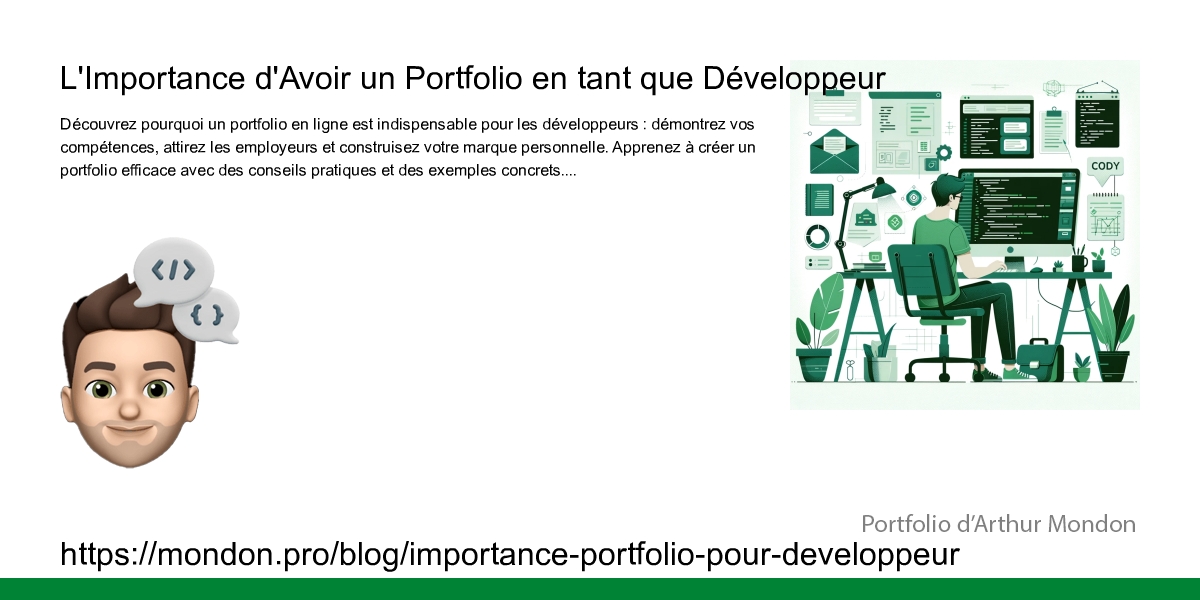 L'Importance d'Avoir un Portfolio en tant que Développeur
Découvrez pourquoi un portfolio en ligne est indispensable pour les développeurs : démontrez vos
compétences, attirez les employeurs et construisez votre marque personnelle. Apprenez à créer un
portfolio efficace avec des conseils pratiques et des exemples concrets....
CODY
</>
{ }
Portfolio d’Arthur Mondon
https://mondon.pro/blog/importance-portfolio-pour-developpeur